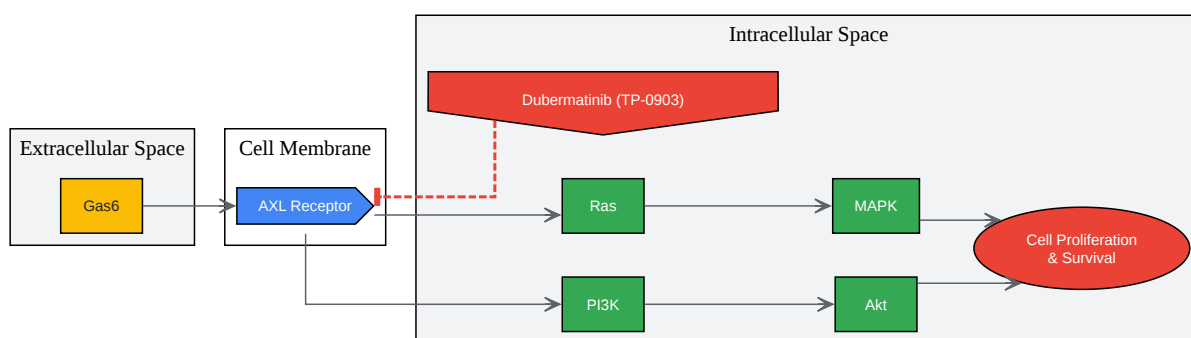 Intracellular Space
Dubermatinib (TP-0903)
Extracellular Space
Cell Membrane
Gas6
AXL Receptor
Ras
MAPK
Cell Proliferation
& Survival
PI3K
Akt